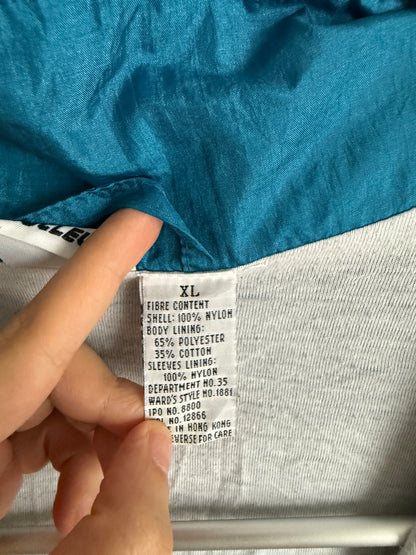 XL
FIBRE CONTENT
SHELL: 100% NYLON
BODY LINING:
65% POLYESTER
35% COTTON
SLEEVES LINING:
100% NYLON
DEPARTMENT NO.35
WARD'S STYLE NO.1881
IPO NO.8800
NO.12866
IN HONG KONG
FOR CARE